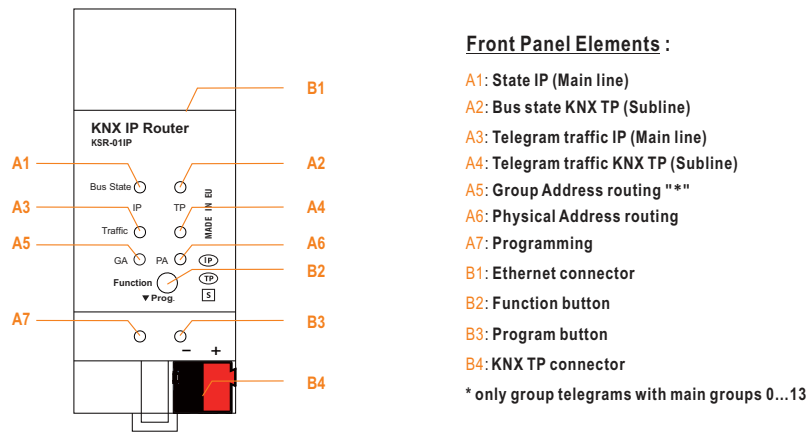 B1
KNX IP Router
KSR-01IP
A1
A2
Bus State
IP TP
MADE IN EU
A3
A4
Traffic
A5
A6
GA PA
IP
B2
Function
TP
▼Prog.
S
A7
B3
– +
B4
Front Panel Elements :
A1: State IP (Main line)
A2: Bus state KNX TP (Subline)
A3: Telegram traffic IP (Main line)
A4: Telegram traffic KNX TP (Subline)
A5: Group Address routing "*"
A6: Physical Address routing
A7: Programming
B1: Ethernet connector
B2: Function button
B3: Program button
B4: KNX TP connector
* only group telegrams with main groups 0...13